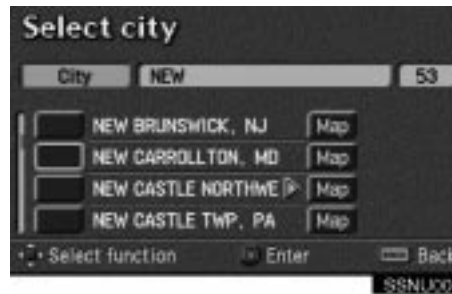 Select city
City NEW 53
NEW BRUNSWICK, NJ Map
NEW CARROLLTON, MD Map
NEW CASTLE NORTHWE Map
NEW CASTLE TWP, PA Map
Select function Enter Back